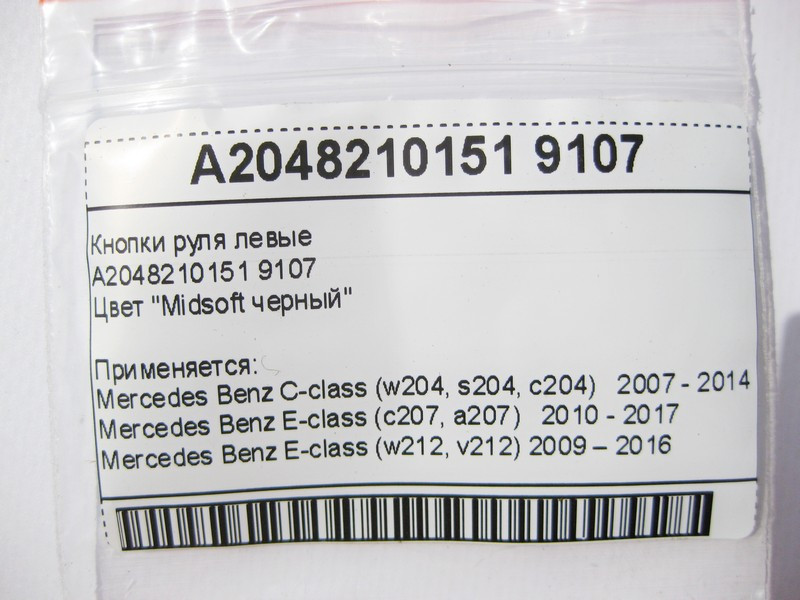 A2048210151 9107
Кнопки руля левые
A2048210151 9107
Цвет "Midsoft черный"
Применяется:
Mercedes Benz C-class (w204, s204, c204) 2007 - 2014
Mercedes Benz E-class (c207, a207) 2010 - 2017
Mercedes Benz E-class (w212, v212) 2009 – 2016